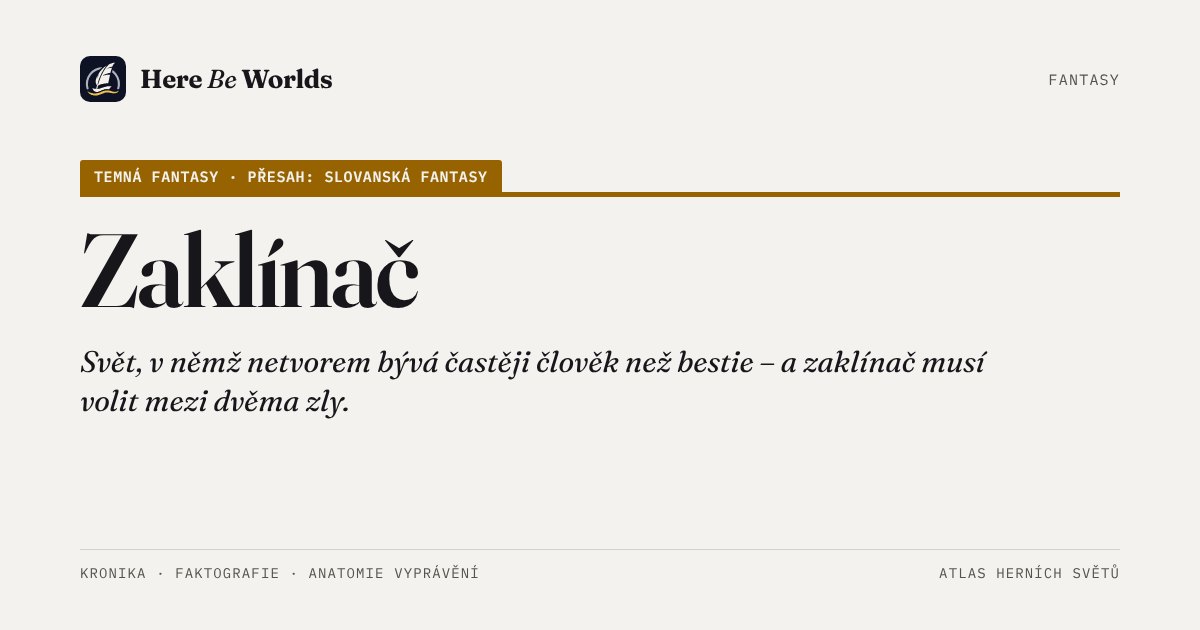 Here Be Worlds
FANTASY
TEMNÁ FANTASY · PŘESAH: SLOVANSKÁ FANTASY
Zaklínač
Svět, v němž netvorem bývá častěji člověk než bestie – a zaklínač musí
volit mezi dvěma zly.
KRONIKA · FAKTOGRAFIE · ANATOMIE VYPRÁVĚNÍ
ATLAS HERNÍCH SVĚTŮ